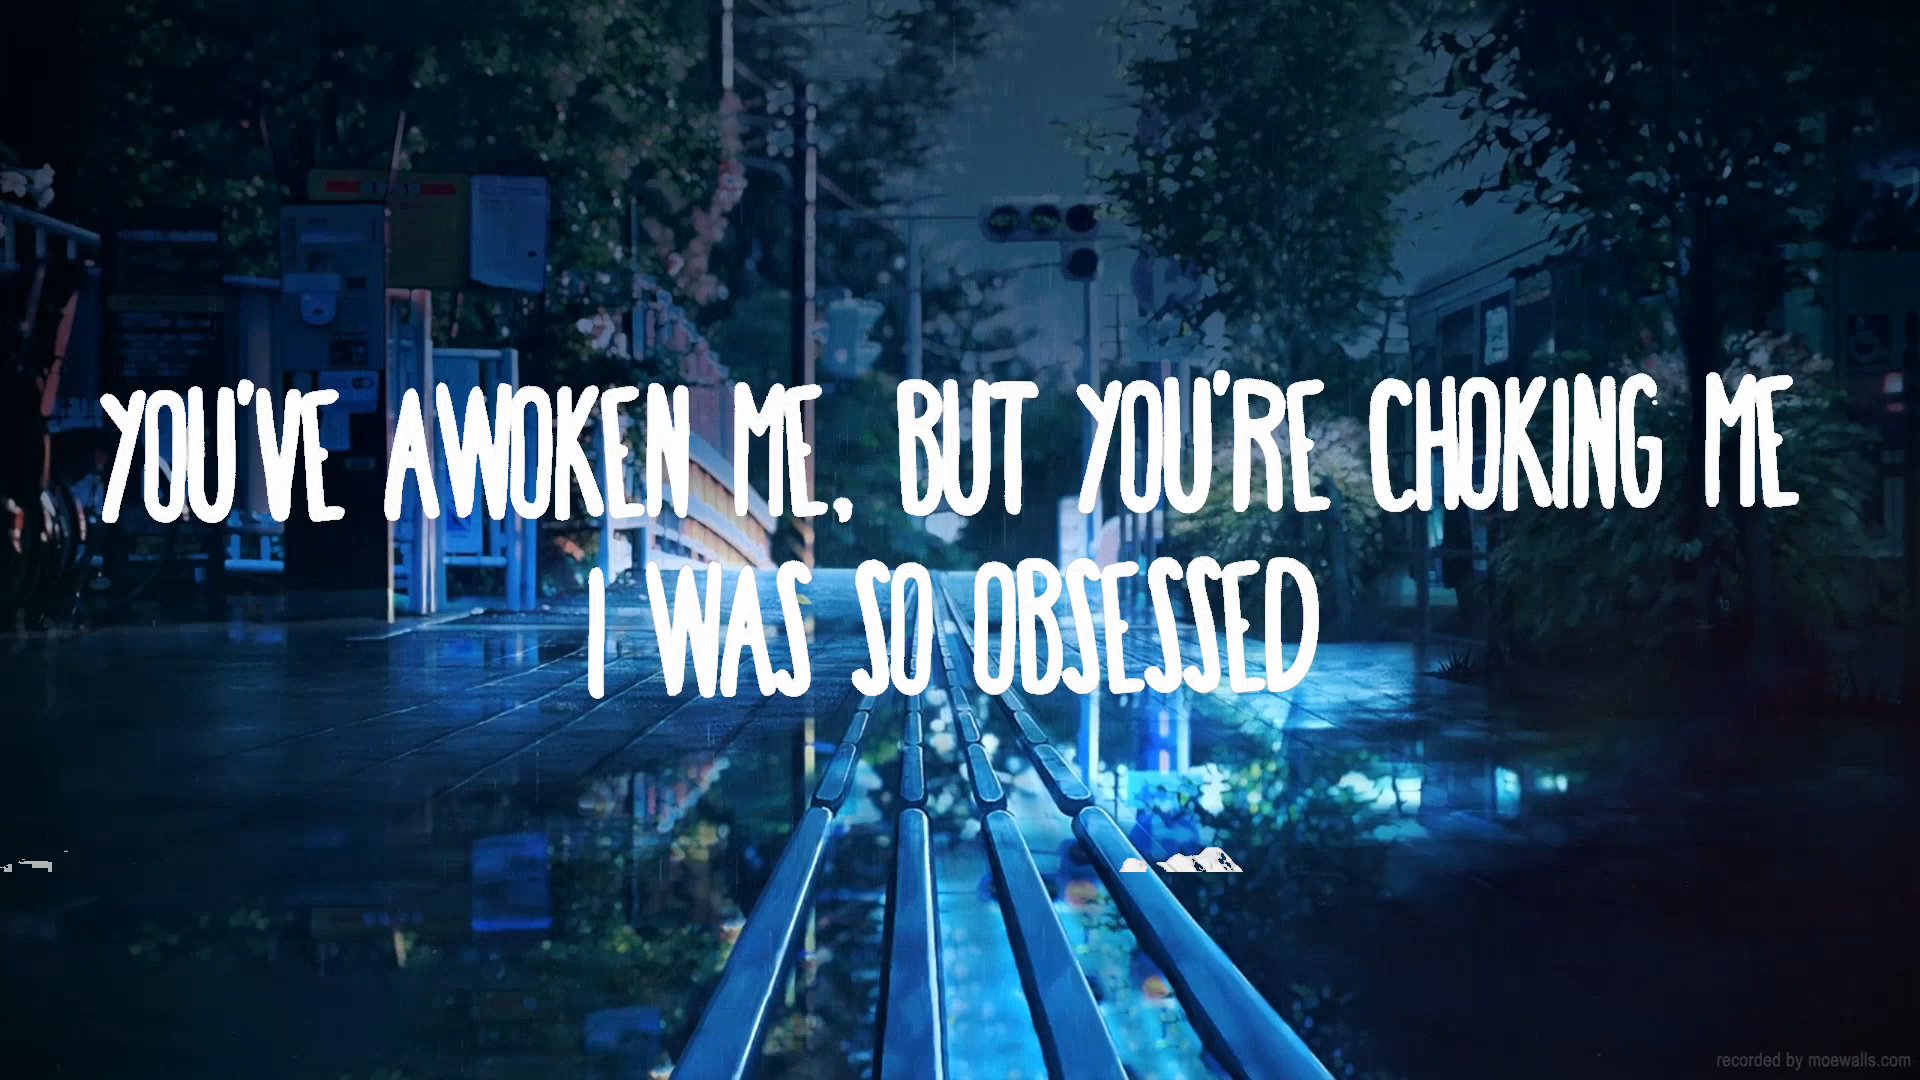 YOU'VE AWOKEN ME, BUT YOU'RE CHOKING ME
I WAS SO OBSESSED
recorded by moewalls.com